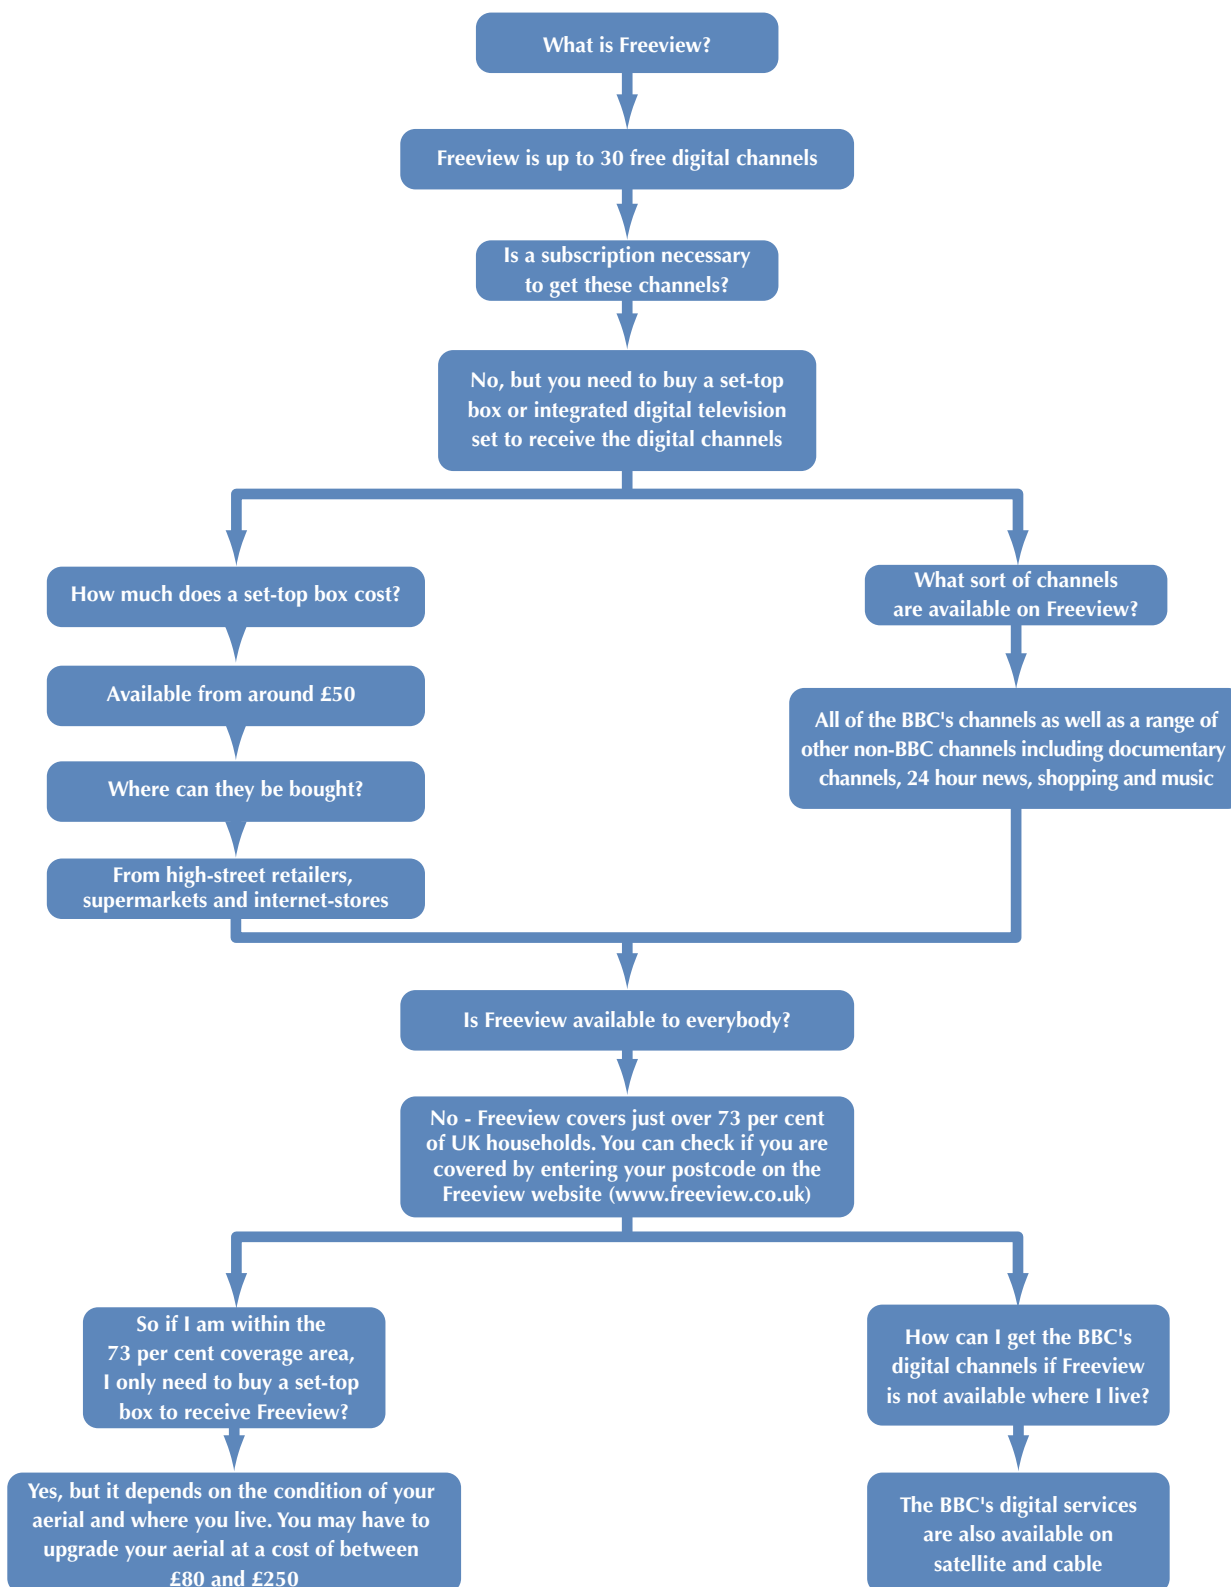 What is Freeview?
Freeview is up to 30 free digital channels
Is a subscription necessary
to get these channels?
No, but you need to buy a set-top
box or integrated digital television
set to receive the digital channels
How much does a set-top box cost?
Available from around £50
Where can they be bought?
From high-street retailers,
supermarkets and internet-stores
What sort of channels
are available on Freeview?
All of the BBC's channels as well as a range of
other non-BBC channels including documentary
channels, 24 hour news, shopping and music
Is Freeview available to everybody?
No - Freeview covers just over 73 per cent
of UK households. You can check if you are
covered by entering your postcode on the
Freeview website (www.freeview.co.uk)
So if I am within the
73 per cent coverage area,
I only need to buy a set-top
box to receive Freeview?
Yes, but it depends on the condition of your
aerial and where you live. You may have to
upgrade your aerial at a cost of between
£80 and £250
How can I get the BBC's
digital channels if Freeview
is not available where I live?
The BBC's digital services
are also available on
satellite and cable